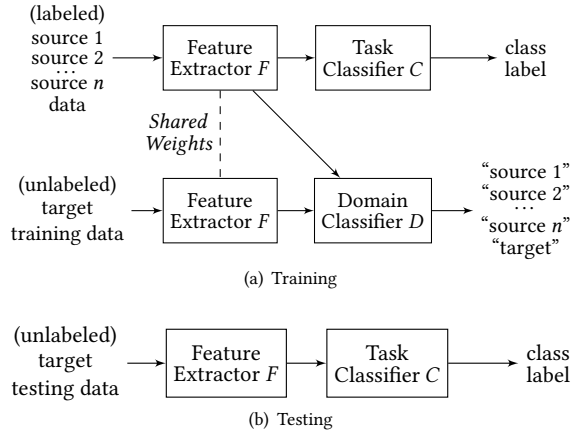 (labeled)
source 1
source 2
...
source n
data
Feature
Extractor F
Task
Classifier C
class
label
Shared
Weights
(unlabeled)
target
training data
Feature
Extractor F
Domain
Classifier D
“source 1”
“source 2”
...
“source n”
“target”
(a) Training
(unlabeled)
target
testing data
Feature
Extractor F
Task
Classifier C
class
label
(b) Testing